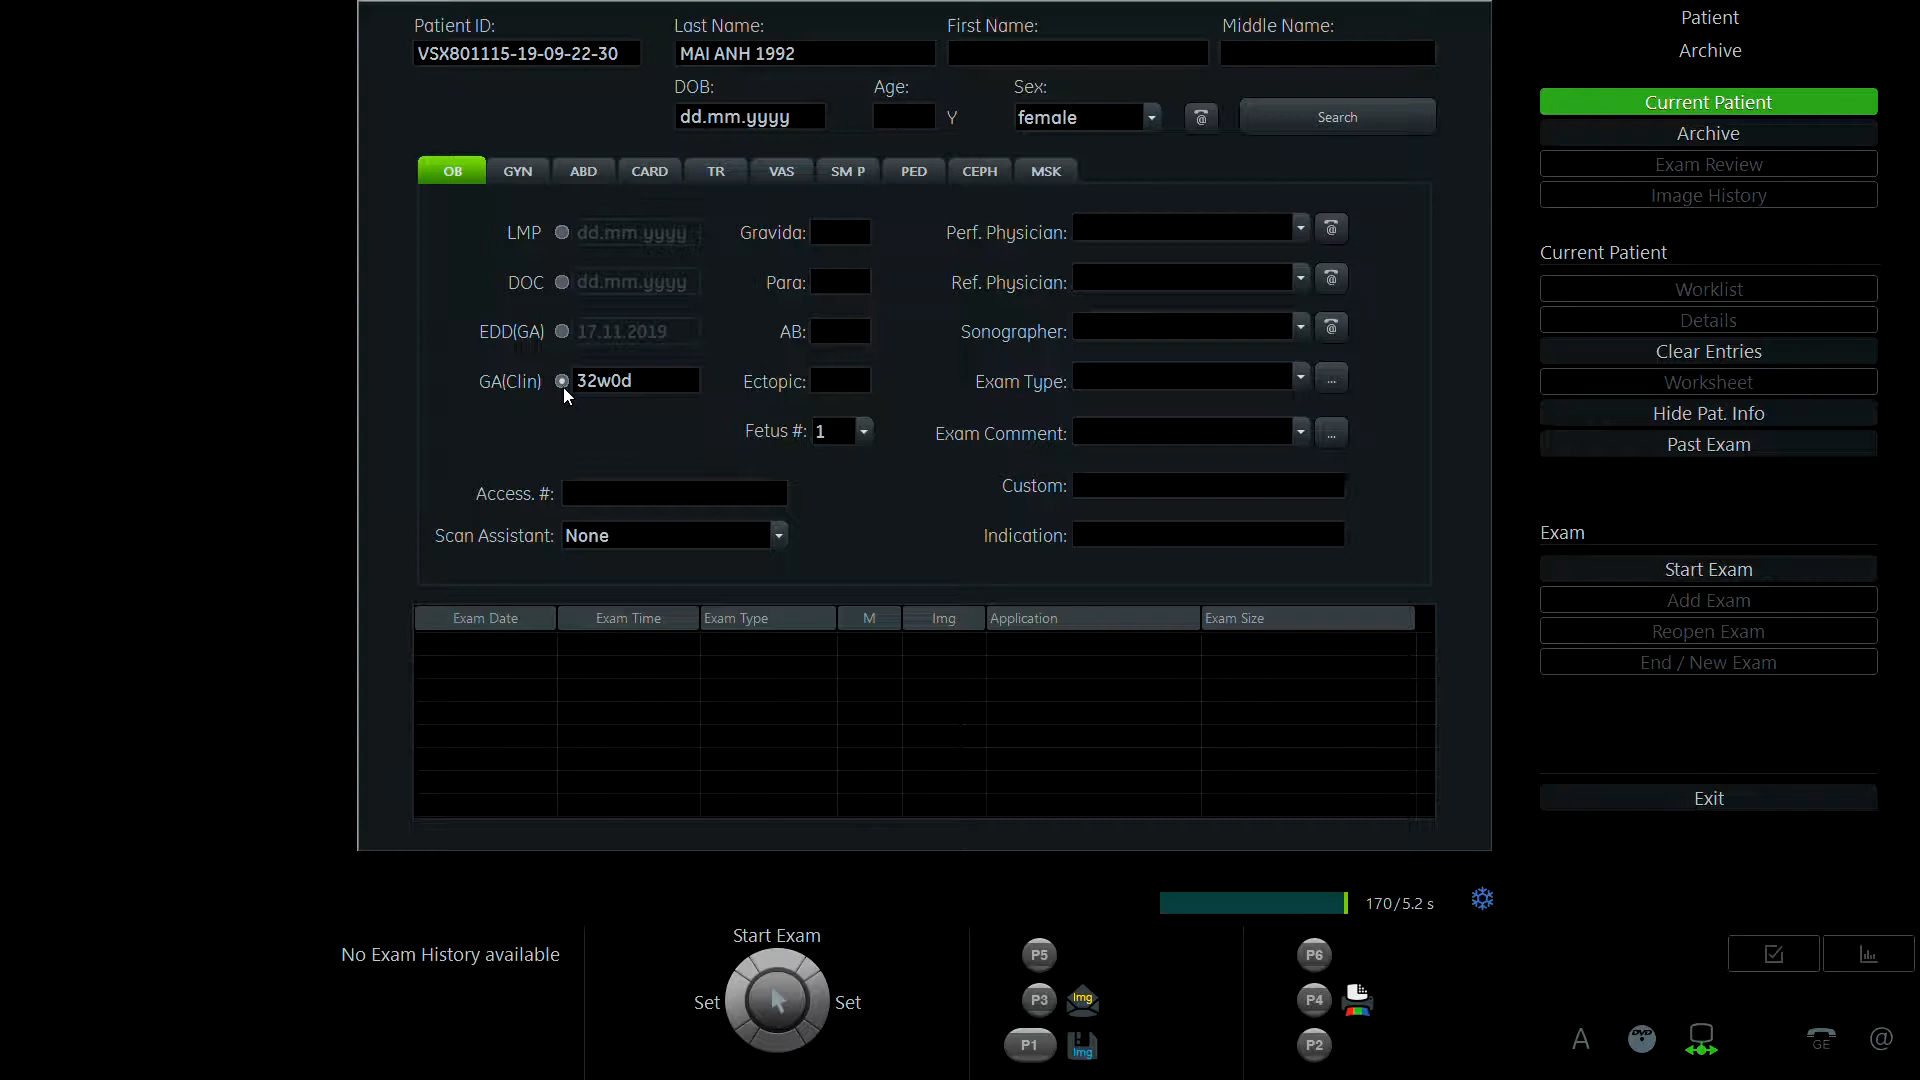 Patient ID: Last Name: First Name: Middle Name:
VSX801115-19-09-22-30 MAI ANH 1992
DOB: Age: Sex:
dd.mm.yyyy Y female @ Search
OB GYN ABD CARD TR VAS SM P PED CEPH MSK
LMP dd.mm.yyyy Gravida: Perf. Physician: @
DOC dd.mm.yyyy Para: Ref. Physician: @
EDD(GA) 17.11.2019 AB: Sonographer: @
GA(Clin) 32w0d Ectopic: Exam Type: ...
Fetus #: 1 Exam Comment: ...
Access. #: Custom:
Scan Assistant: None Indication:
Exam Date Exam Time Exam Type M Img Application Exam Size
Patient
Archive
Current Patient
Archive
Exam Review
Image History
Current Patient
Worklist
Details
Clear Entries
Worksheet
Hide Pat. Info
Past Exam
Exam
Start Exam
Add Exam
Reopen Exam
End / New Exam
Exit
170/5.2 s
No Exam History available
Start Exam
Set Set
P5
P3 Img
P1 Img
P6
P4
P2
A DVD GE @